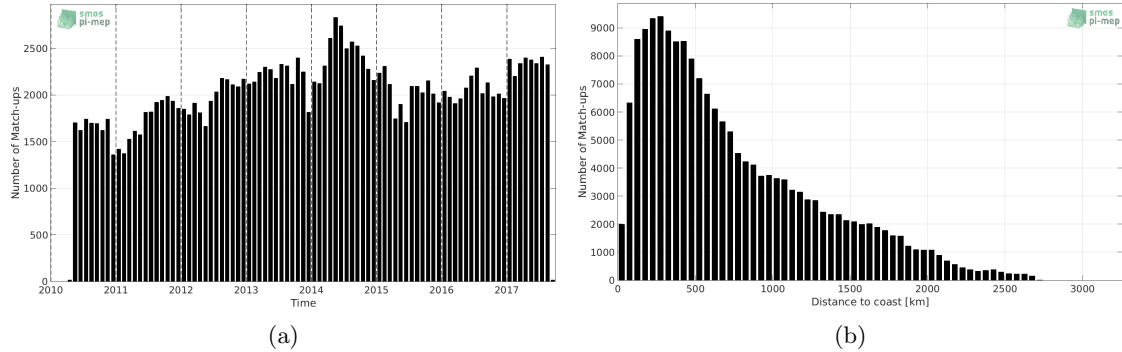 smos
pi-mep
Number of Match-ups
2500
2000
1500
1000
500
0
2010 2011 2012 2013 2014 2015 2016 2017
Time
(a)
smos
pi-mep
Number of Match-ups
9000
8000
7000
6000
5000
4000
3000
2000
1000
0
0 500 1000 1500 2000 2500 3000
Distance to coast [km]
(b)